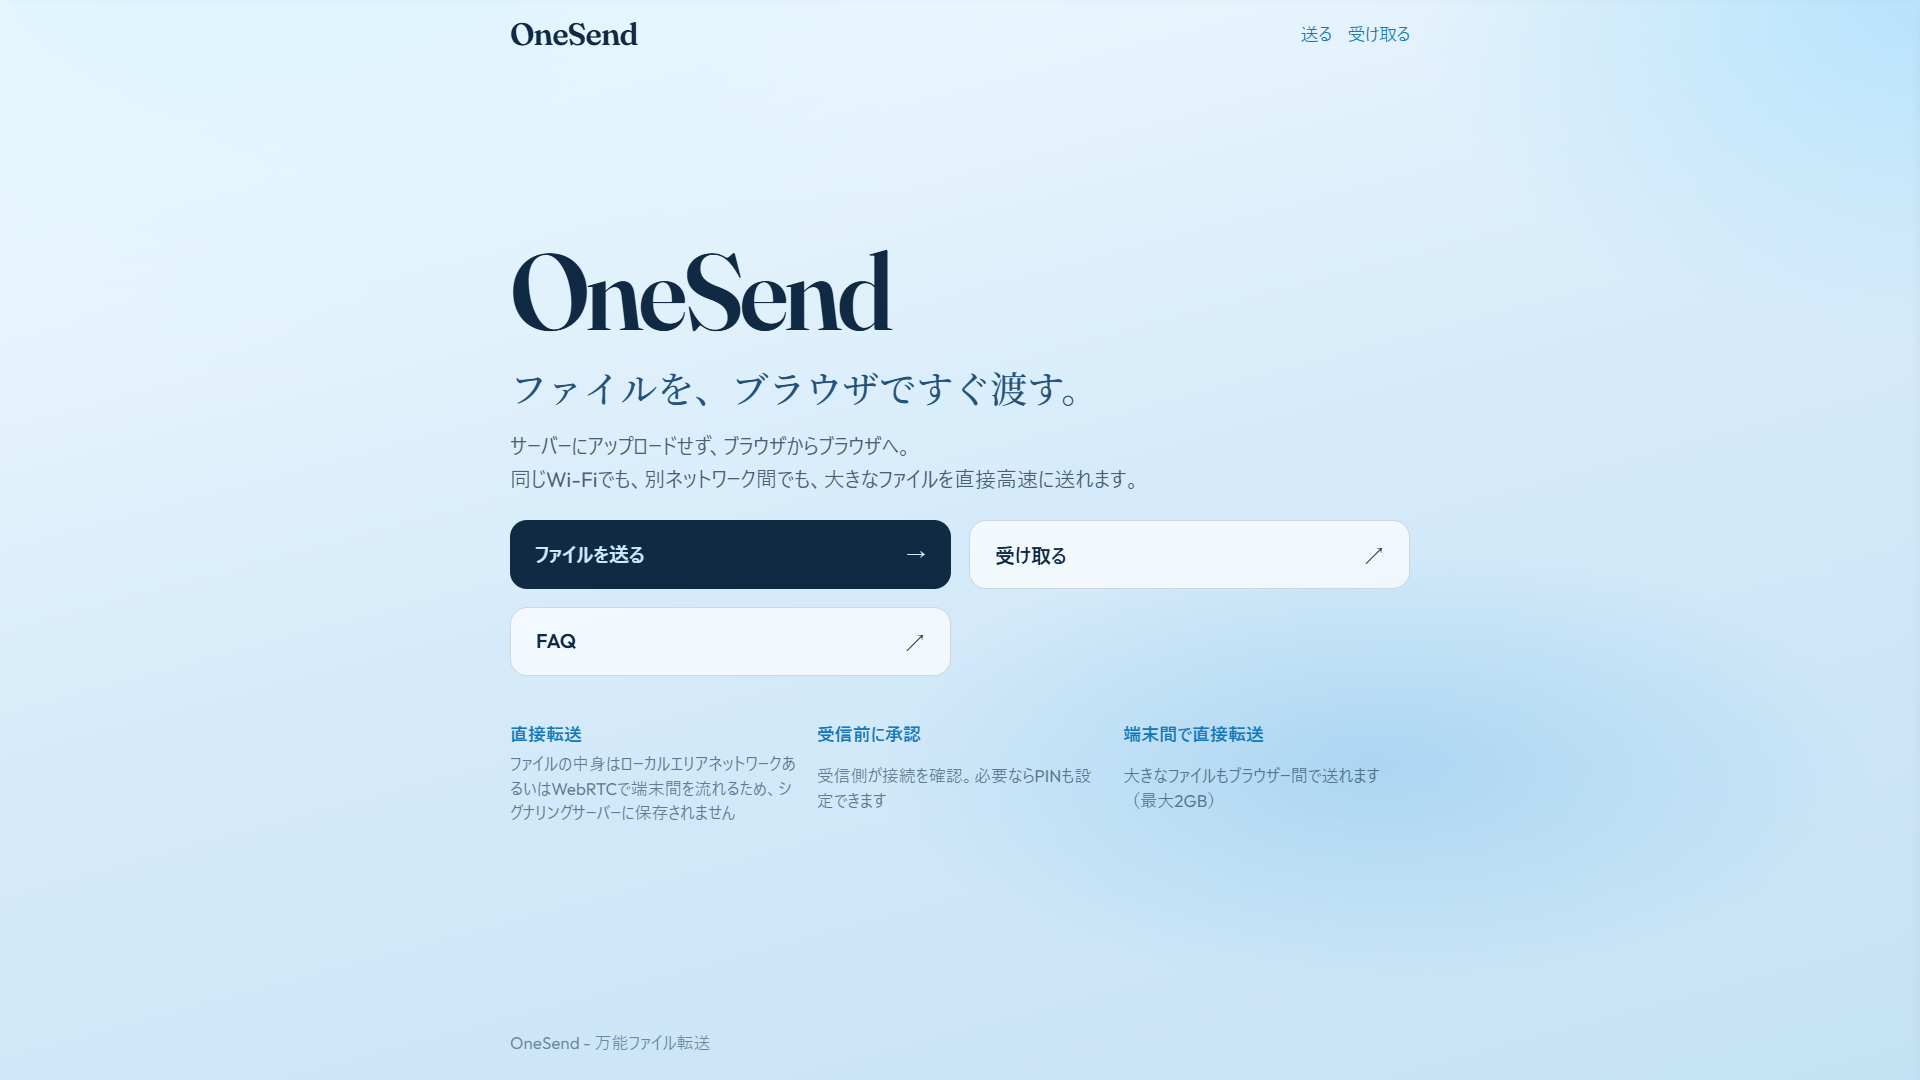 OneSend
送る 受け取る
OneSend
ファイルを、ブラウザですぐ渡す。
サーバーにアップロードせず、ブラウザからブラウザへ。
同じWi-Fiでも、別ネットワーク間でも、大きなファイルを直接高速に送れます。
ファイルを送る →
受け取る ↗
FAQ ↗
直接転送
ファイルの中身はローカルエリアネットワークあ
るいはWebRTCで端末間を流れるため、シ
グナリングサーバーに保存されません
受信前に承認
受信側が接続を確認。必要ならPINも設
定できます
端末間で直接転送
大きなファイルもブラウザー間で送れます
（最大2GB）
OneSend - 万能ファイル転送